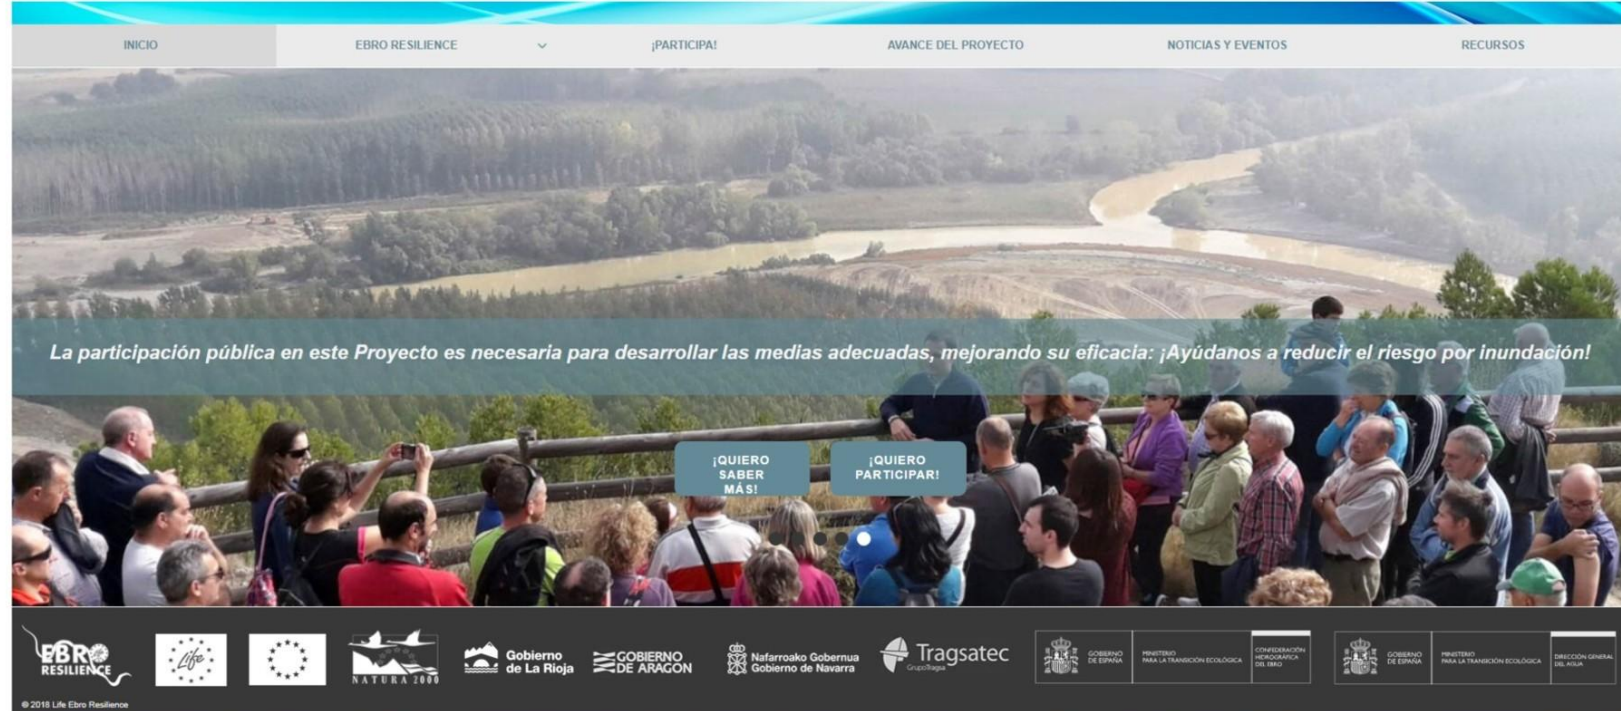 INICIO
EBRO RESILIENCE
¡PARTICIPA!
AVANCE DEL PROYECTO
NOTICIAS Y EVENTOS
RECURSOS
La participación pública en este Proyecto es necesaria para desarrollar las medias adecuadas, mejorando su eficacia: ¡Ayúdanos a reducir el riesgo por inundación!
¡QUIERO
SABER
MÁS!
¡QUIERO
PARTICIPAR!
EBRO
RESILIENCE
Life
NATURA 2000
Gobierno
de La Rioja
GOBIERNO
DE ARAGON
Nafarroako Gobernua
Gobierno de Navarra
Tragsatec
Grupo Tragsa
GOBIERNO
DE ESPAÑA
MINISTERIO
PARA LA TRANSICIÓN ECOLÓGICA
CONFEDERACIÓN
HIDROGRÁFICA
DEL EBRO
GOBIERNO
DE ESPAÑA
MINISTERIO
PARA LA TRANSICIÓN ECOLÓGICA
DIRECCIÓN GENERAL
DEL AGUA
© 2018 Life Ebro Resilience